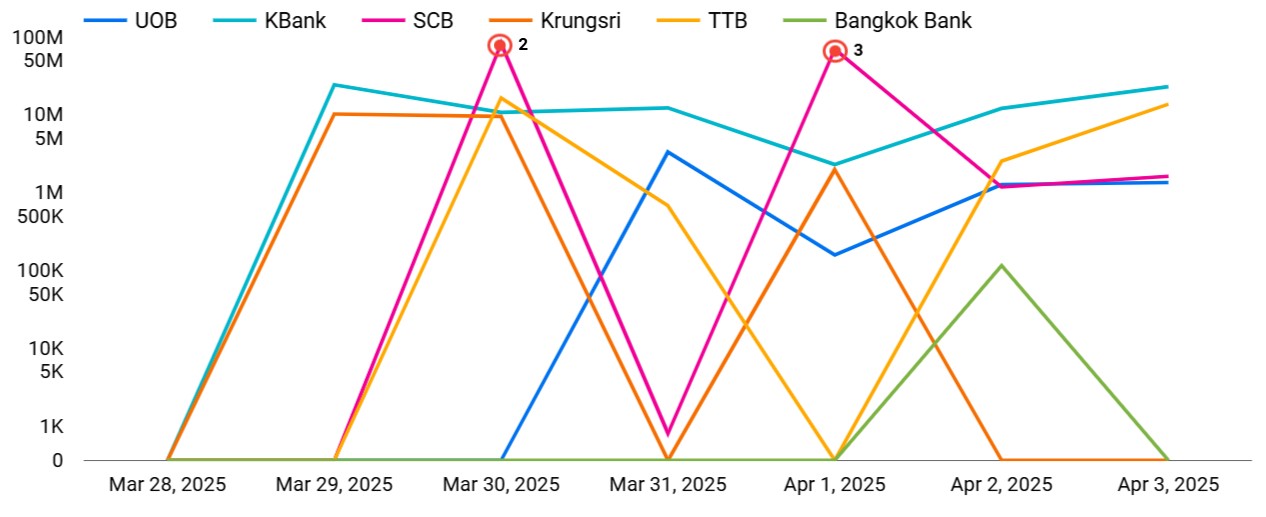 UOB KBank SCB Krungsri TTB Bangkok Bank
100M
50M
10M
5M
1M
500K
100K
50K
10K
5K
1K
0
2
3
Mar 28, 2025 Mar 29, 2025 Mar 30, 2025 Mar 31, 2025 Apr 1, 2025 Apr 2, 2025 Apr 3, 2025